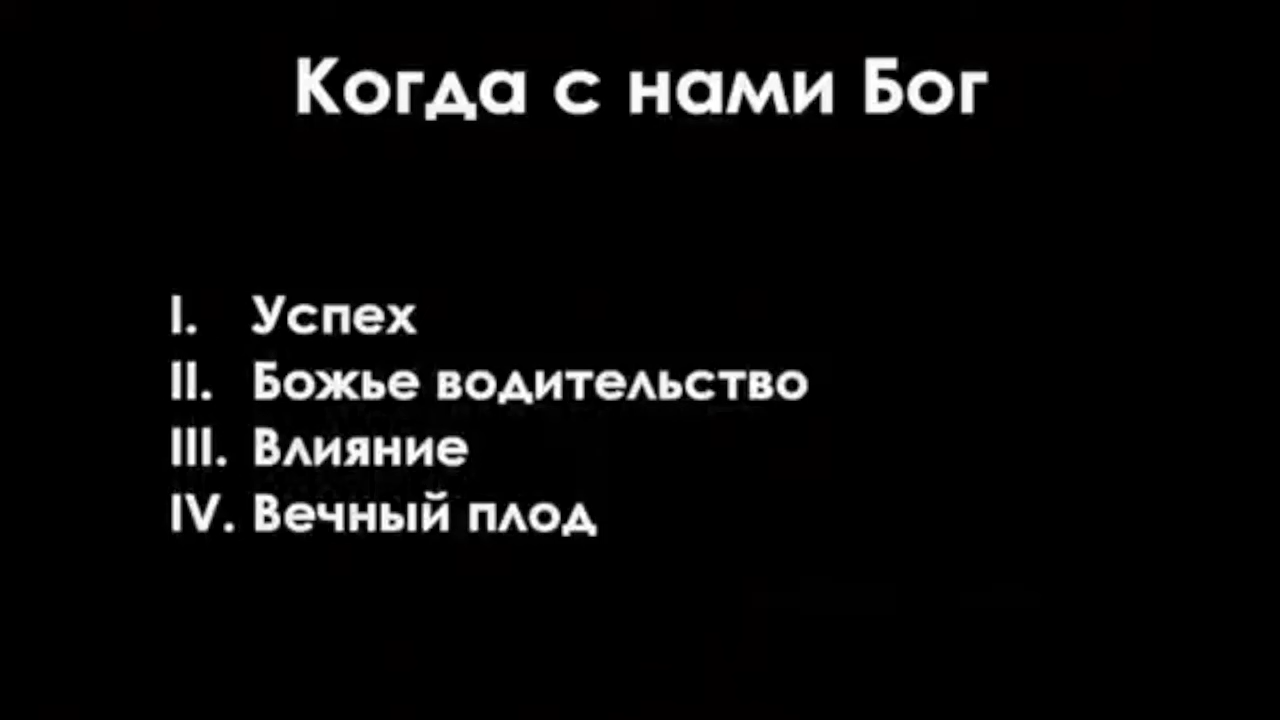 Когда с нами Бог
I. Успех
II. Божье водительство
III. Влияние
IV. Вечный плод